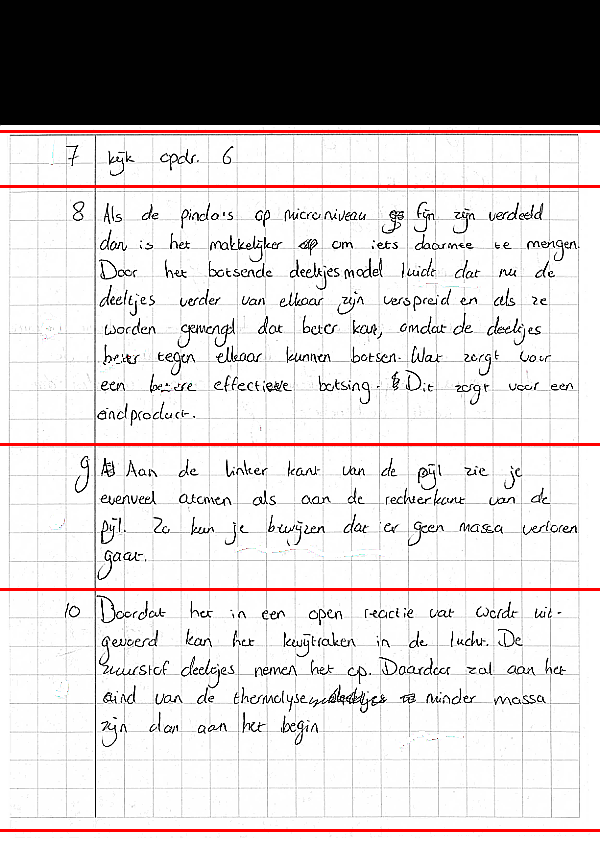 7 kijk opdr. 6
8 Als de pinda's op microniveau fijn zijn verdeeld
dan is het makkelijker om iets daarmee te mengen.
Door het botsende deeltjesmodel luidt dat nu de
deeltjes verder van elkaar zijn verspreid en als ze
worden gemengd dat beter kan, omdat de deeltjes
beter tegen elkaar kunnen botsen. Wat zorgt voor
een betere effectieve botsing. Dit zorgt voor een
eindproduct.
9 Aan de linker kant van de pijl zie je
evenveel atomen als aan de rechterkant van de
pijl. Zo kun je bewijzen dat er geen massa verloren
gaat.
10 Doordat het in een open reactie vat wordt uit-
gevoerd kan het kwijtraken in de lucht. De
zuurstof deeltjes nemen het op. Daardoor zal aan het
eind van de thermolyse minder massa
zijn dan aan het begin